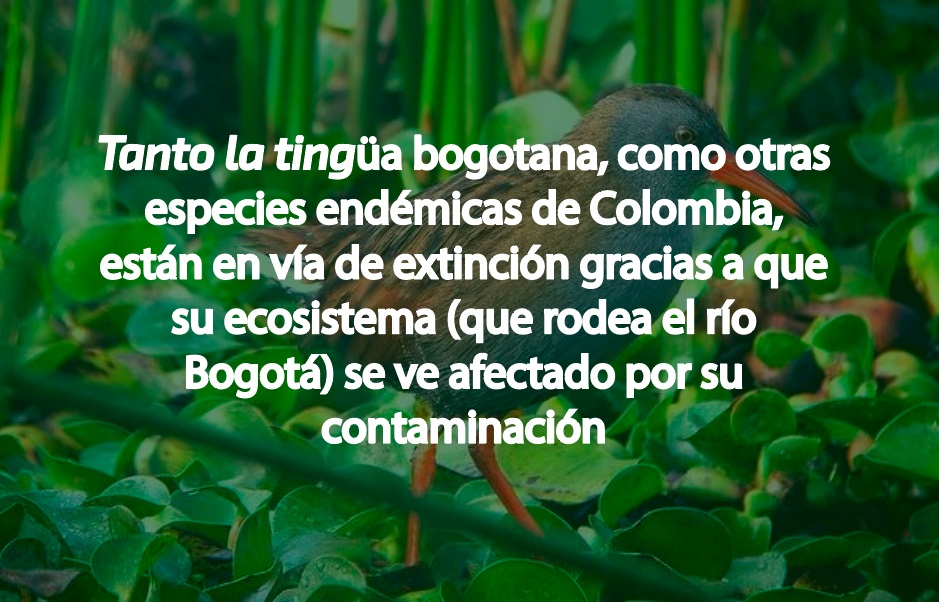 Tanto la tingüa bogotana, como otras
especies endémicas de Colombia,
están en vía de extinción gracias a que
su ecosistema (que rodea el río
Bogotá) se ve afectado por su
contaminación